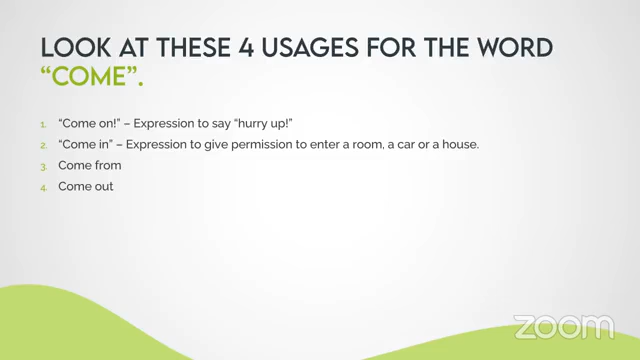 LOOK AT THESE 4 USAGES FOR THE WORD
“COME”.
1. “Come on!” – Expression to say “hurry up!”
2. “Come in” – Expression to give permission to enter a room, a car or a house.
3. Come from
4. Come out
zoom